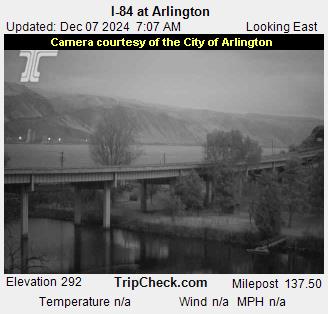 I-84 at Arlington
Updated: Dec 07 2024 7:07 AM Looking East
Camera courtesy of the City of Arlington
Elevation 292 TripCheck.com Milepost 137.50
Temperature n/a Wind n/a MPH n/a